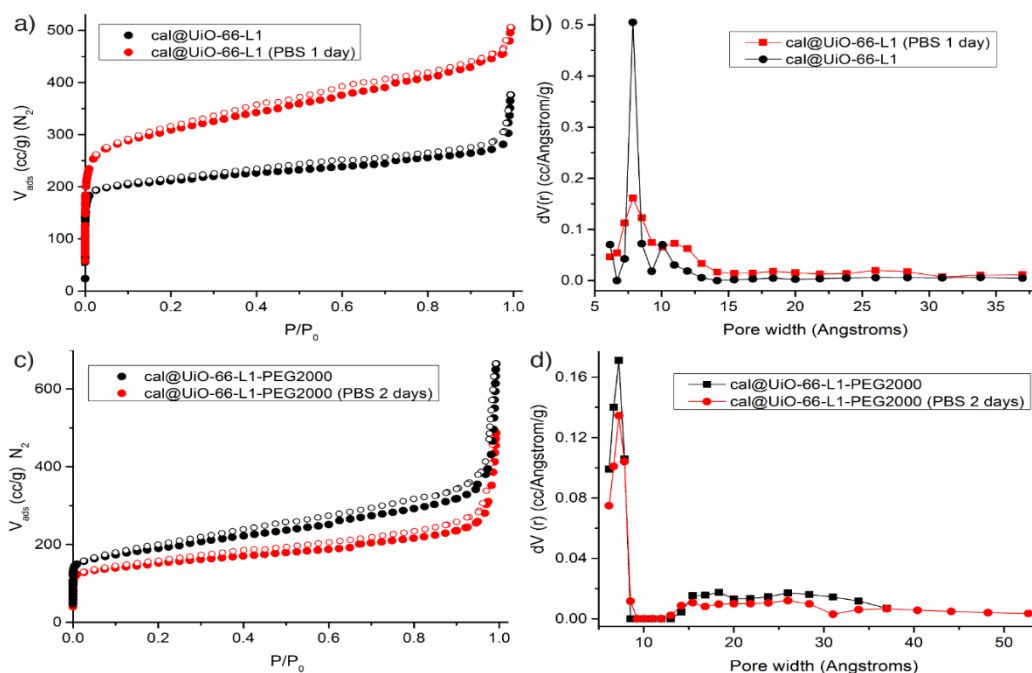 a)
cal@UiO-66-L1
cal@UiO-66-L1 (PBS 1 day)
V_ads (cc/g) (N_2)
500
400
300
200
100
0
0.0 0.2 0.4 0.6 0.8 1.0
P/P_0
b)
cal@UiO-66-L1 (PBS 1 day)
cal@UiO-66-L1
dV(r) (cc/Angstrom/g)
0.5
0.4
0.3
0.2
0.1
0.0
5 10 15 20 25 30 35
Pore width (Angstroms)
c)
cal@UiO-66-L1-PEG2000
cal@UiO-66-L1-PEG2000 (PBS 2 days)
V_ads (cc/g) N_2
600
400
200
0
0.0 0.2 0.4 0.6 0.8 1.0
P/P_0
d)
cal@UiO-66-L1-PEG2000
cal@UiO-66-L1-PEG2000 (PBS 2 days)
dV (r) (cc/Angstrom/g)
0.16
0.12
0.08
0.04
0.00
10 20 30 40 50
Pore width (Angstroms)